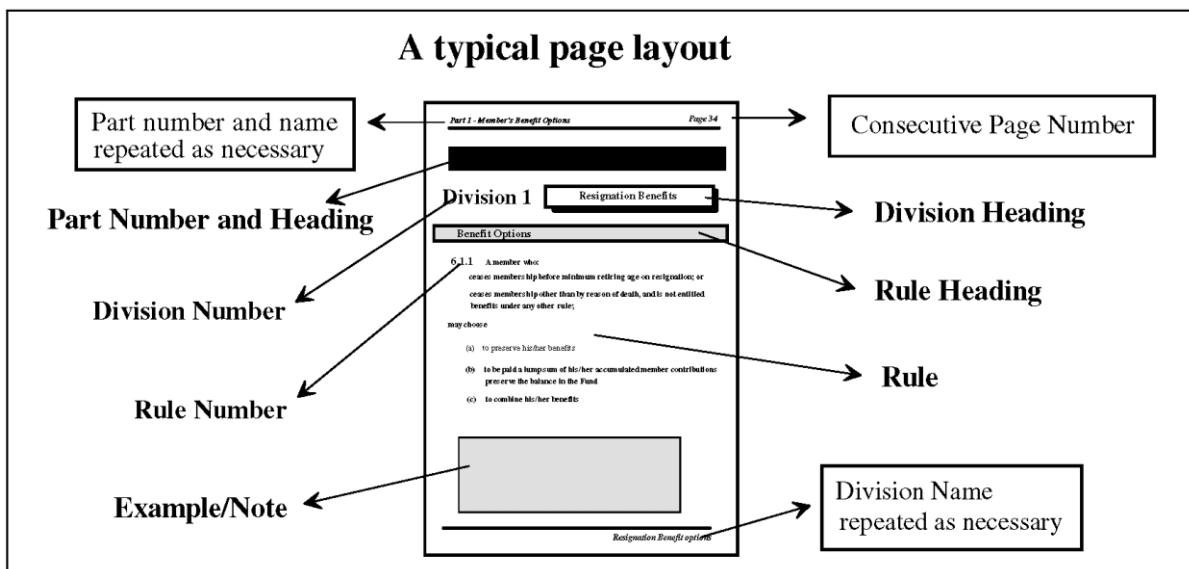 A typical page layout
Part number and name
repeated as necessary
Part 1 - Member's Benefit Options
Page 34
Consecutive Page Number
Part Number and Heading
Division 1
Resignation Benefits
Division Heading
Benefit Options
Rule Heading
6.1.1 A member who:
ceases membership before minimum retiring age on resignation; or
ceases membership other than by reason of death, and is not entitled
benefits under any other rule;
Division Number
may choose
(a) to preserve his/her benefits
(b) to be paid a lump sum of his/her accumulated member contributions
preserve the balance in the Fund
(c) to combine his/her benefits
Rule
Rule Number
Example/Note
Division Name
repeated as necessary
Resignation Benefit options